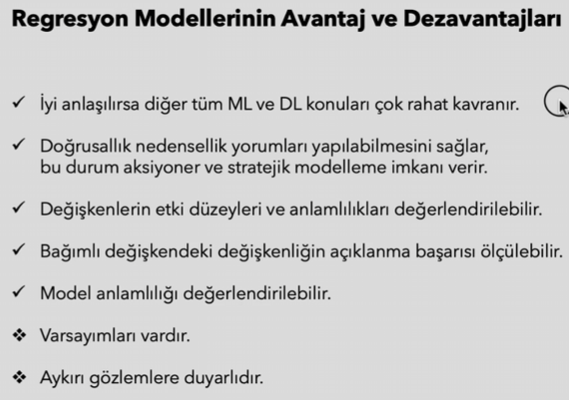 Regresyon Modellerinin Avantaj ve Dezavantajları
✓ İyi anlaşılırsa diğer tüm ML ve DL konuları çok rahat kavranır.
✓ Doğrusallık nedensellik yorumları yapılabilmesini sağlar,
bu durum aksiyoner ve stratejik modelleme imkanı verir.
✓ Değişkenlerin etki düzeyleri ve anlamlılıkları değerlendirilebilir.
✓ Bağımlı değişkendeki değişkenliğin açıklanma başarısı ölçülebilir.
✓ Model anlamlılığı değerlendirilebilir.
❖ Varsayımları vardır.
❖ Aykırı gözlemlere duyarlıdır.